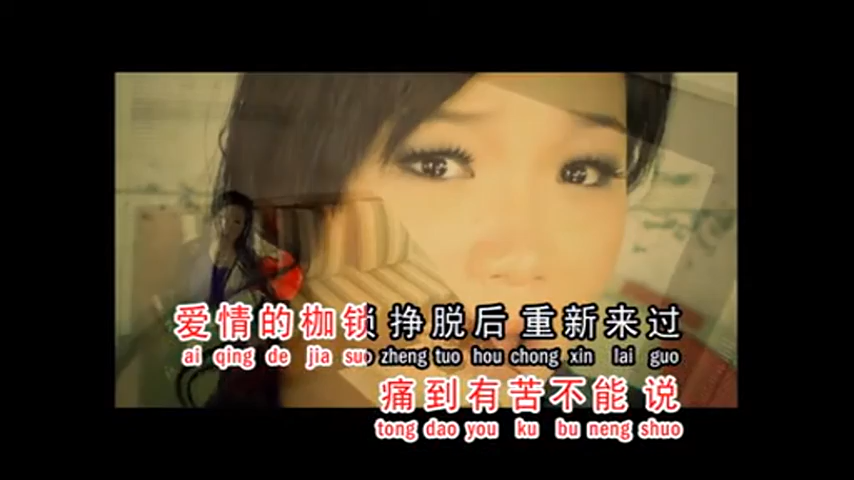 爱情的枷锁 挣脱后 重新来过
ai qing de jia suo zheng tuo hou chong xin lai guo
痛到有苦不能 说
tong dao you ku bu neng shuo